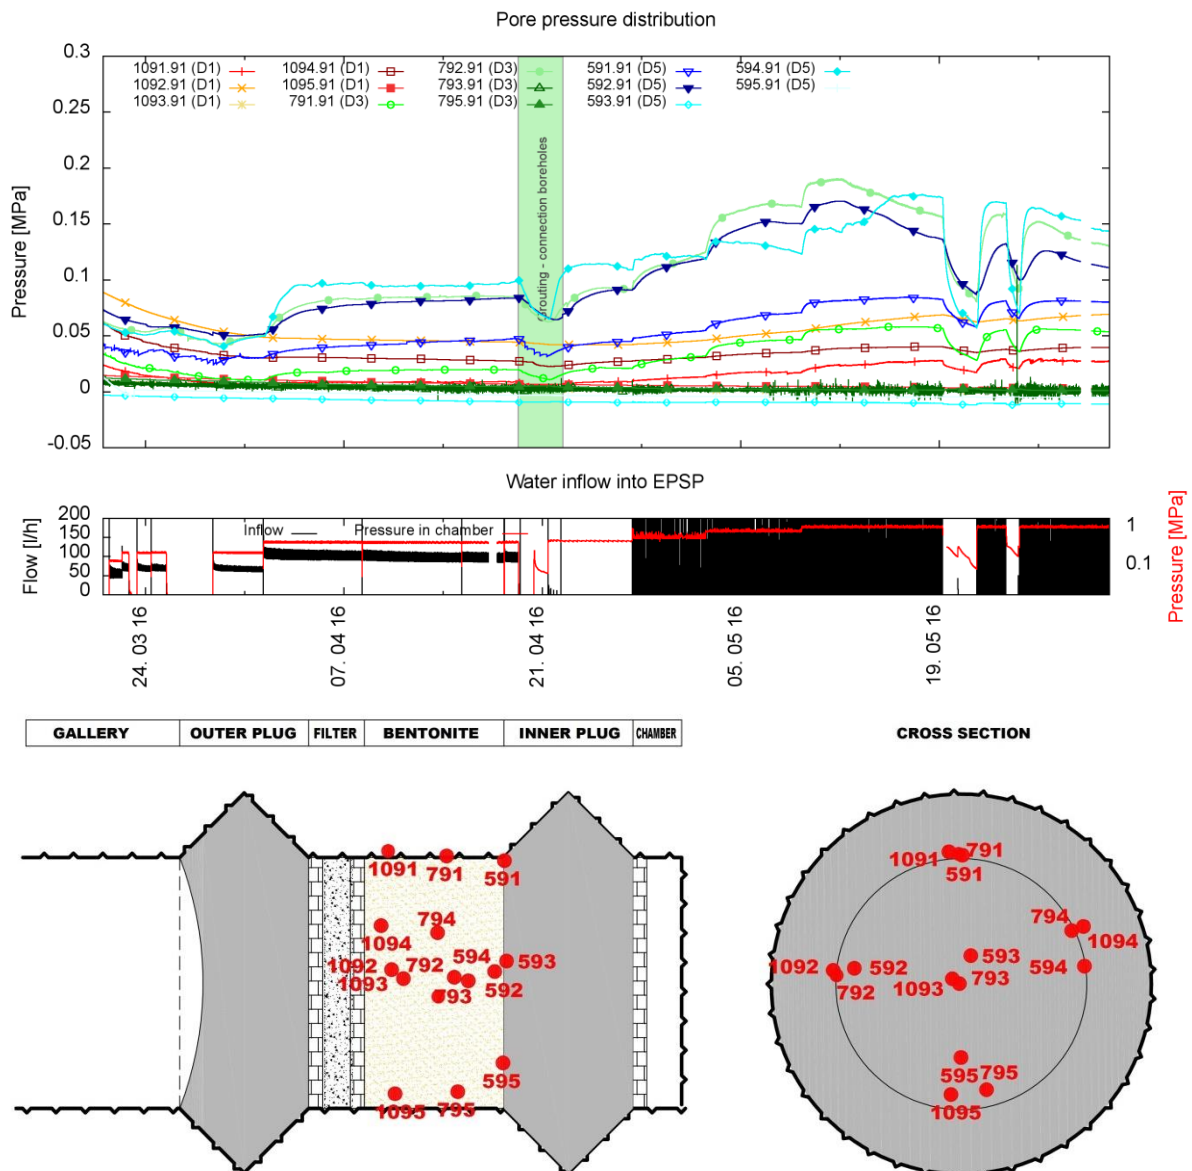 Pore pressure distribution
0.3
0.25
0.2
0.15
0.1
0.05
0
-0.05
Pressure [MPa]
1091.91 (D1) 1094.91 (D1) 792.91 (D3) 591.91 (D5) 594.91 (D5)
1092.91 (D1) 1095.91 (D1) 793.91 (D3) 592.91 (D5) 595.91 (D5)
1093.91 (D1) 791.91 (D3) 795.91 (D3) 593.91 (D5)
Grouting - connection boreholes
Water inflow into EPSP
Flow [l/h]
200
150
100
50
0
Inflow Pressure in chamber
1
0.1
Pressure [MPa]
24. 03 16
07. 04 16
21. 04 16
05. 05 16
19. 05 16
GALLERY OUTER PLUG FILTER BENTONITE INNER PLUG CHAMBER
1091 791 591
794
1094
594 593
1092 792
1093 592
793
595
1095 795
CROSS SECTION
1091 791
591
794
1094
593
1092 592 594
792 1093 793
595 795
1095